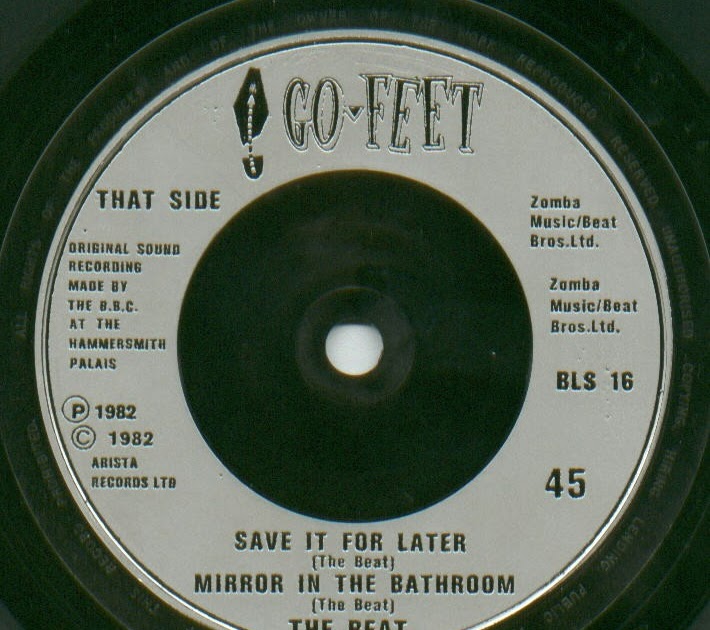 GO-FEET
THAT SIDE
ORIGINAL SOUND
RECORDING
MADE BY
THE B.B.C.
AT THE
HAMMERSMITH
PALAIS
Ⓟ 1982
© 1982
ARISTA
RECORDS LTD
Zomba
Music/Beat
Bros.Ltd.
Zomba
Music/Beat
Bros.Ltd.
BLS 16
45
SAVE IT FOR LATER
(The Beat)
MIRROR IN THE BATHROOM
(The Beat)
THE BEAT